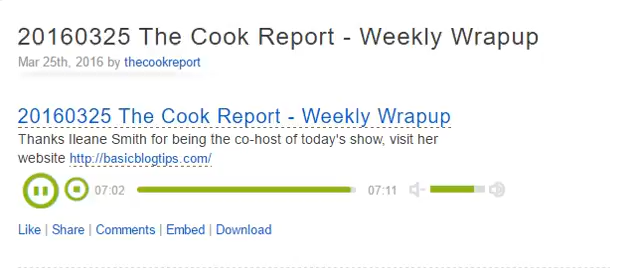 20160325 The Cook Report - Weekly Wrapup
Mar 25th, 2016 by thecookreport
20160325 The Cook Report - Weekly Wrapup
Thanks Ileane Smith for being the co-host of today's show, visit her
website http://basicblogtips.com/
07:02 07:11
Like | Share | Comments | Embed | Download